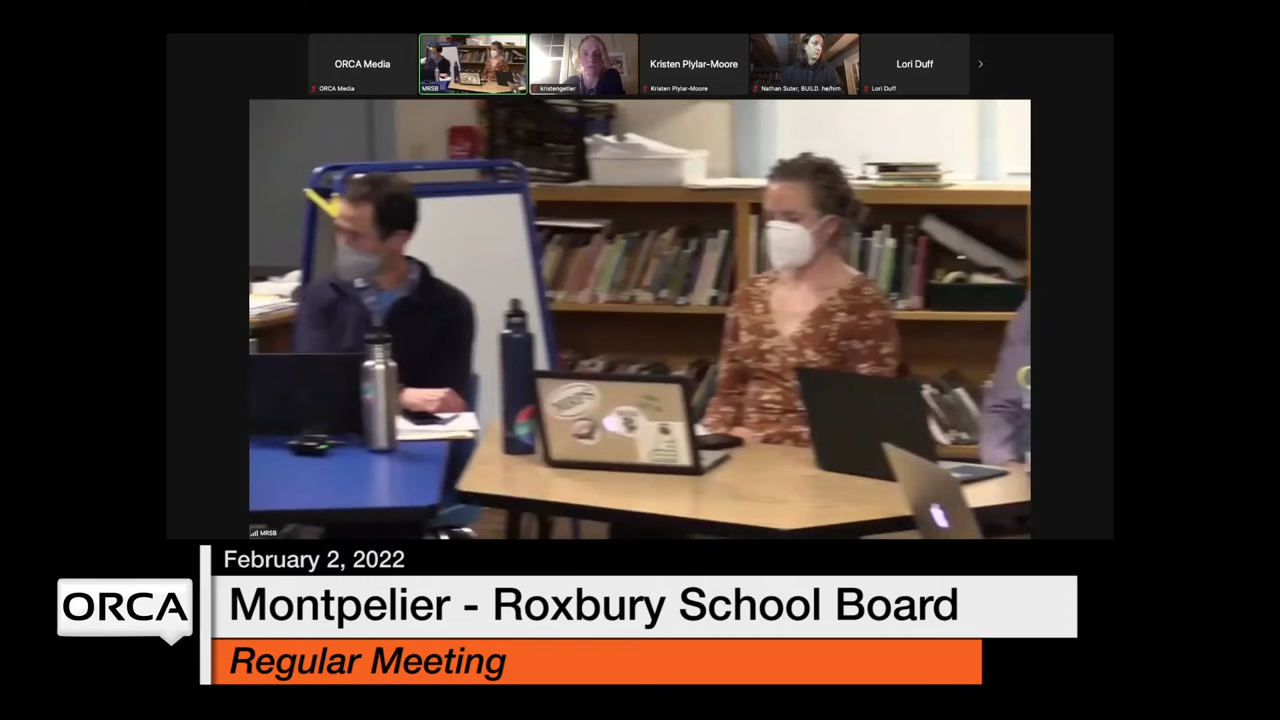 ORCA Media
Kristen Plylar-Moore
Lori Duff
ORCA Media
MRSB
kristengetler
Kristen Plylar-Moore
Nathan Suter, BUILD. he/him
Lori Duff
MRSB
February 2, 2022
ORCA
Montpelier - Roxbury School Board
Regular Meeting